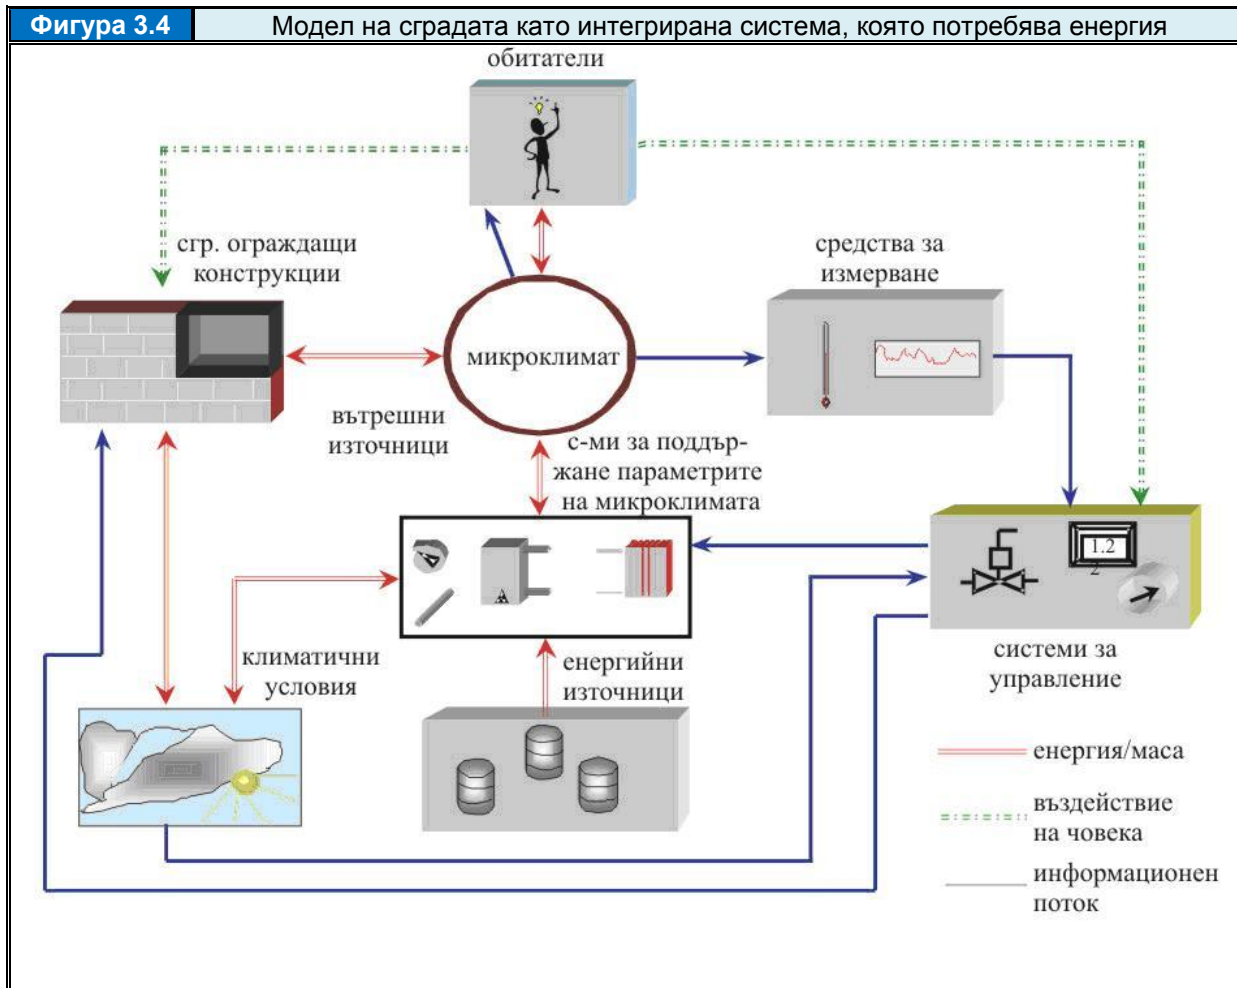 Фигура 3.4
Модел на сградата като интегрирана система, която потребява енергия
обитатели
сгр. ограждащи
конструкции
средства за
измерване
микроклимат
вътрешни
източници
с-ми за поддър-
жане параметрите
на микроклимата
1.2
2
климатични
условия
енергийни
източници
системи за
управление
енергия/маса
въздействие
на човека
информационен
поток